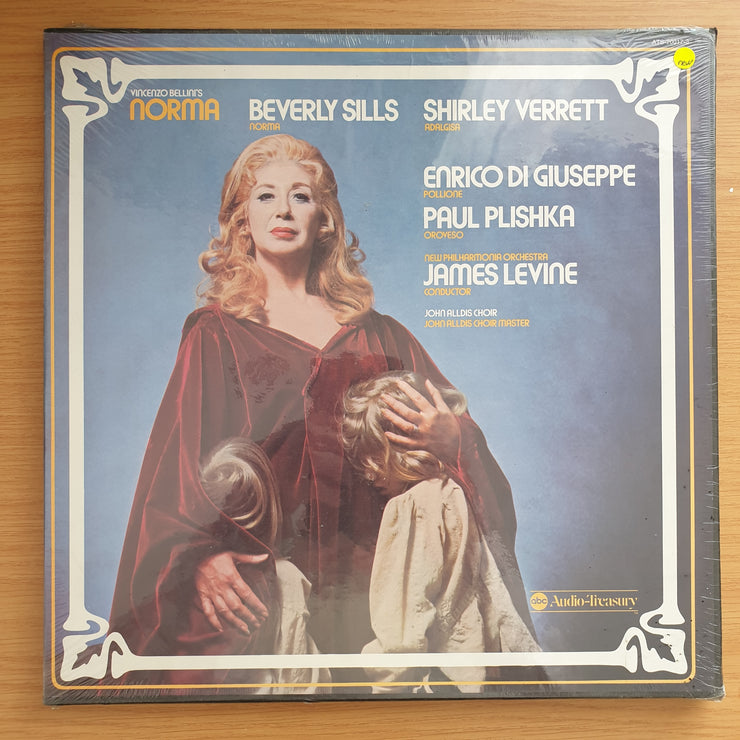 new
VINCENZO BELLINI'S
NORMA
BEVERLY SILLS
NORMA
SHIRLEY VERRETT
ADALGISA
ENRICO DI GIUSEPPE
POLLIONE
PAUL PLISHKA
OROVESO
NEW PHILHARMONIA ORCHESTRA
JAMES LEVINE
CONDUCTOR
JOHN ALLDIS CHOIR
JOHN ALLDIS CHOIR MASTER
abc Audio-Treasury